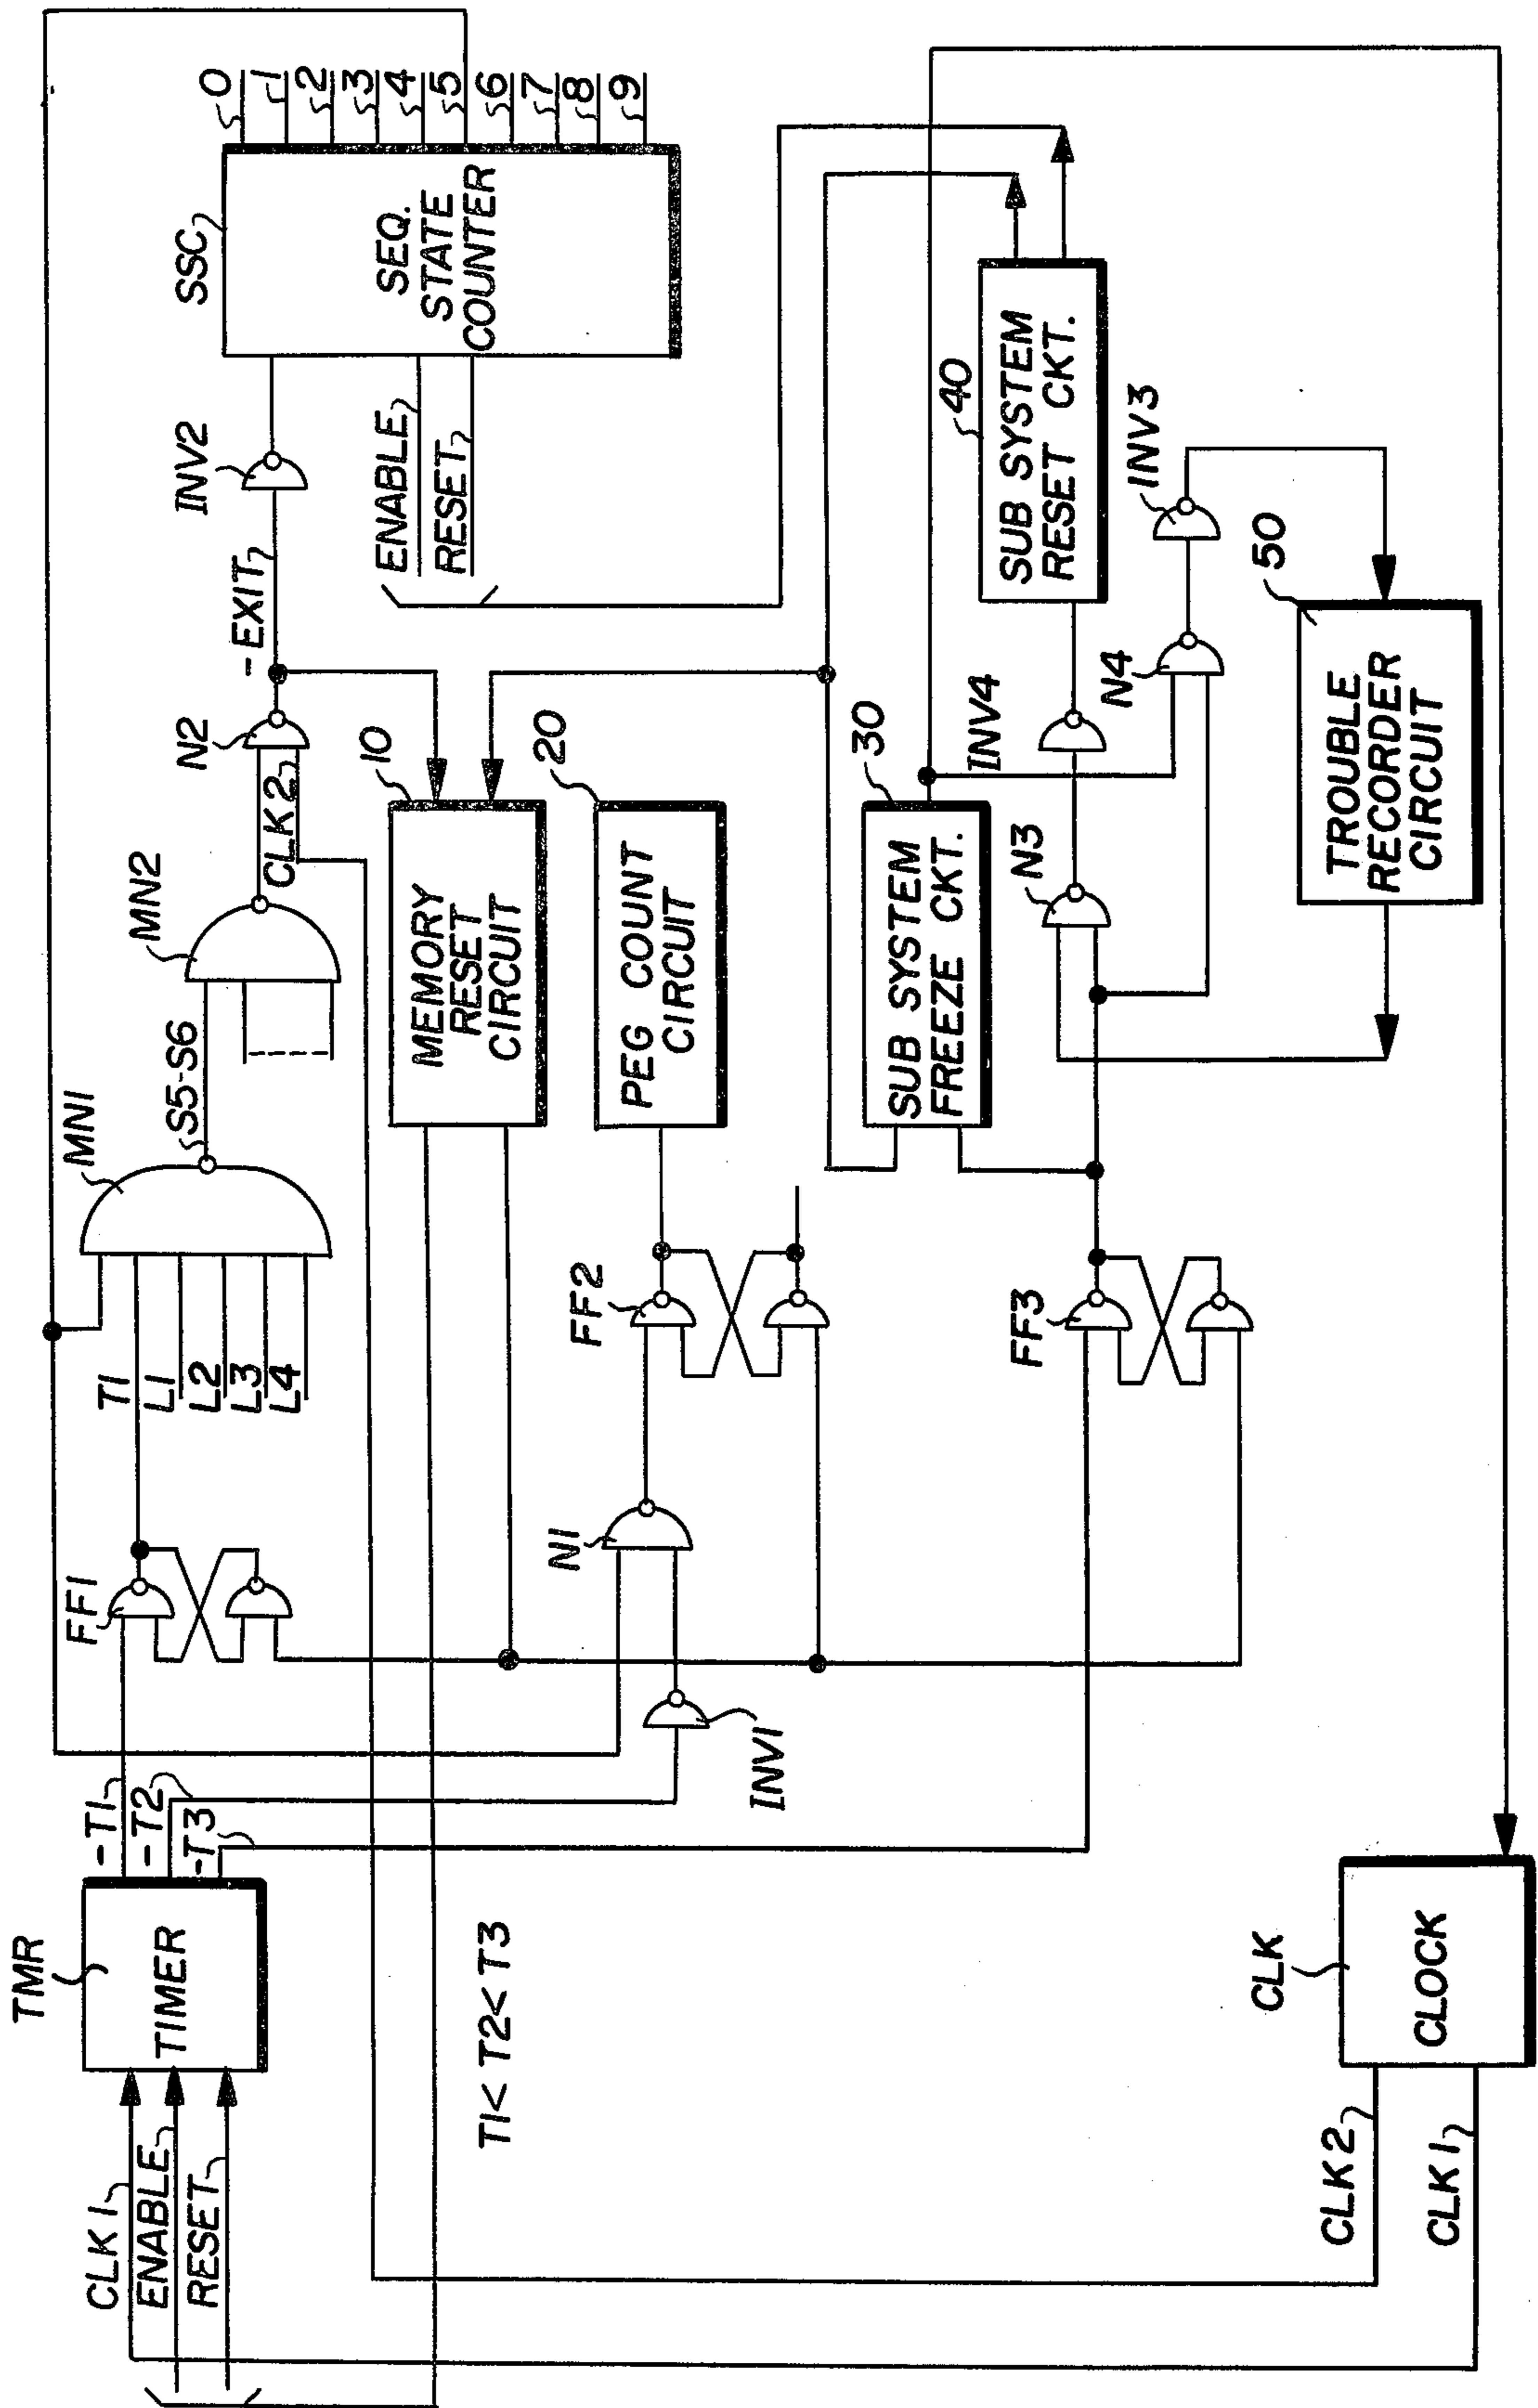 TMR
TIMER
CLK 1
ENABLE
RESET
-T1
-T2
-T3
T1< T2< T3
FF1
T1
L1
L2
L3
L4
MN1
S5-S6
MN2
N2
CLK 2
-EXIT
INV2
SSC
SEQ.
STATE
COUNTER
ENABLE
RESET
0
1
2
3
4
5
6
7
8
9
10
MEMORY
RESET
CIRCUIT
20
PEG COUNT
CIRCUIT
N1
INV1
FF2
30
SUB SYSTEM
FREEZE CKT.
FF3
N3
INV4
40
SUB SYSTEM
RESET CKT.
N4
INV3
50
TROUBLE
RECORDER
CIRCUIT
CLK
CLOCK
CLK 2
CLK 1